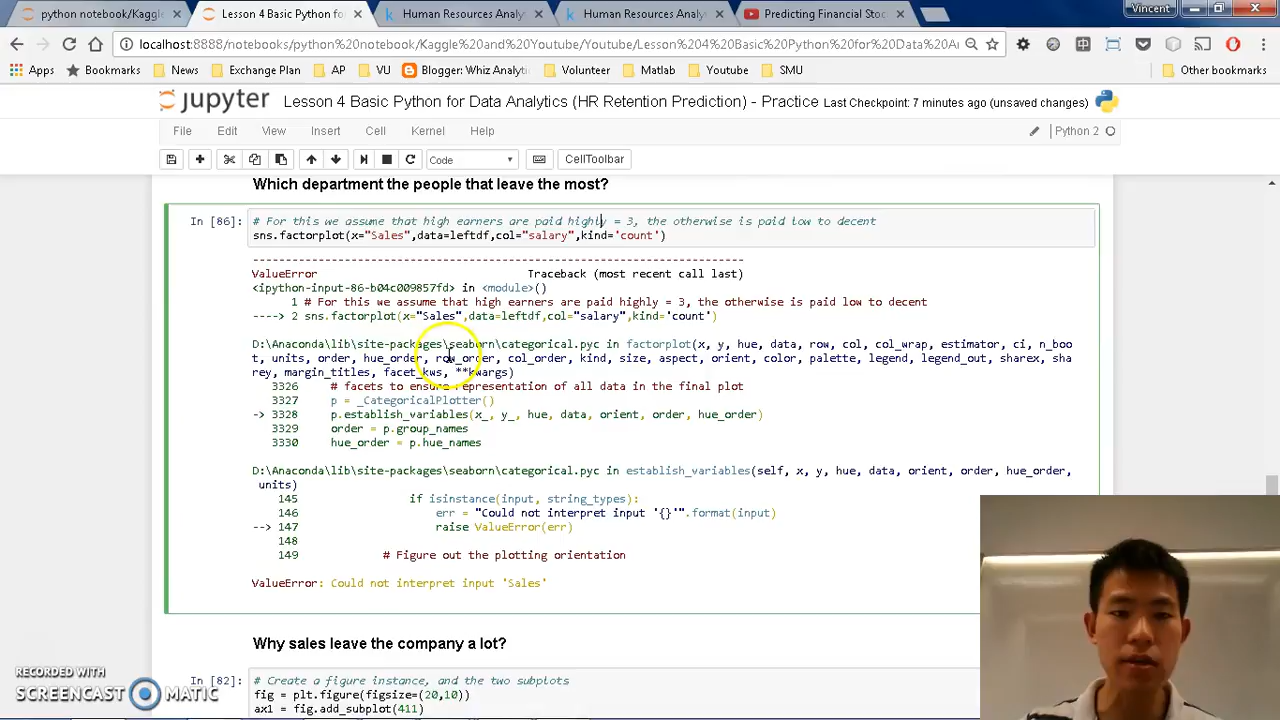 python notebook/Kaggle
Lesson 4 Basic Python for
Human Resources Analy
Human Resources Analy
Predicting Financial S
Vincent
localhost:8888/notebooks/python%20notebook/Kaggle%20and%20Youtube/Youtube/Lesson%204%20Basic%20Python%20for%20Data%20A
Apps Bookmarks News Exchange Plan AP VU Blogger: Whiz Analyti Volunteer Matlab Youtube SMU Other bookmarks
jupyter Lesson 4 Basic Python for Data Analytics (HR Retention Prediction) - Practice Last Checkpoint: 7 minutes ago (unsaved changes)
File Edit View Insert Cell Kernel Help Python 2
Code CellToolbar
Which department the people that leave the most?
In [86]: # For this we assume that high earners are paid highly = 3, the otherwise is paid low to decent
sns.factorplot(x="Sales",data=leftdf,col="salary",kind='count')
---------------------------------------------------------------------------
ValueError Traceback (most recent call last)
<ipython-input-86-b04c009857fd> in <module>()
1 # For this we assume that high earners are paid highly = 3, the otherwise is paid low to decent
----> 2 sns.factorplot(x="Sales",data=leftdf,col="salary",kind='count')
D:\Anaconda\lib\site-packages\seaborn\categorical.pyc in factorplot(x, y, hue, data, row, col, col_wrap, estimator, ci, n_boo
t, units, order, hue_order, row_order, col_order, kind, size, aspect, orient, color, palette, legend, legend_out, sharex, sha
rey, margin_titles, facet_kws, **kwargs)
3326 # facets to ensure representation of all data in the final plot
3327 p = _CategoricalPlotter()
-> 3328 p.establish_variables(x_, y_, hue, data, orient, order, hue_order)
3329 order = p.group_names
3330 hue_order = p.hue_names
D:\Anaconda\lib\site-packages\seaborn\categorical.pyc in establish_variables(self, x, y, hue, data, orient, order, hue_order,
units)
145 if isinstance(input, string_types):
146 err = "Could not interpret input '{}'".format(input)
--> 147 raise ValueError(err)
148
149 # Figure out the plotting orientation
ValueError: Could not interpret input 'Sales'
Why sales leave the company a lot?
In [82]: # Create a figure instance, and the two subplots
fig = plt.figure(figsize=(20,10))
ax1 = fig.add_subplot(411)
RECORDED WITH
SCREENCAST MATIC